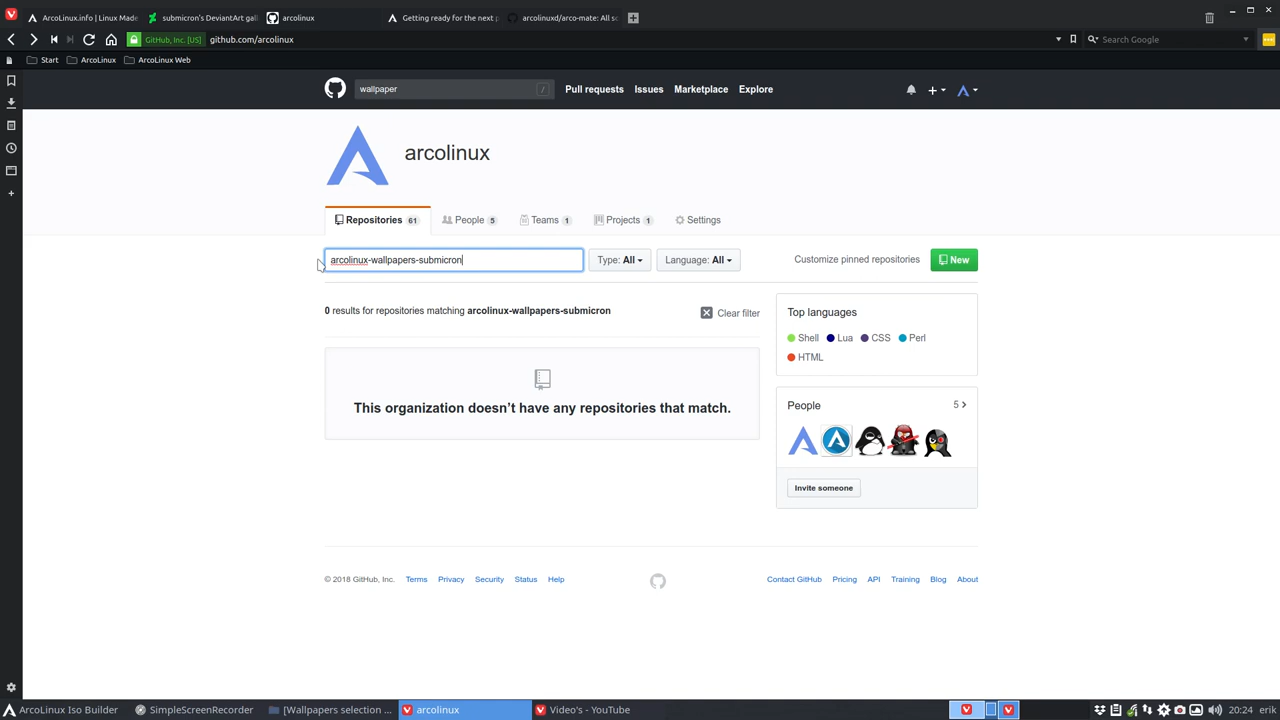 ArcoLinux.info | Linux Made
submicron's DeviantArt gall
arcolinux
Getting ready for the next p
arcolinuxd/arco-mate: All sc
GitHub, Inc. [US]
github.com/arcolinux
Search Google
Start
ArcoLinux
ArcoLinux Web
wallpaper
/
Pull requests
Issues
Marketplace
Explore
arcolinux
Repositories 61
People 5
Teams 1
Projects 1
Settings
arcolinux-wallpapers-submicron
Type: All
Language: All
Customize pinned repositories
New
0 results for repositories matching arcolinux-wallpapers-submicron
Clear filter
This organization doesn’t have any repositories that match.
Top languages
Shell Lua CSS Perl
HTML
People
5
Invite someone
© 2018 GitHub, Inc.
Terms
Privacy
Security
Status
Help
Contact GitHub
Pricing
API
Training
Blog
About
ArcoLinux Iso Builder
SimpleScreenRecorder
[Wallpapers selection ...
arcolinux
Video's - YouTube
20:24
erik